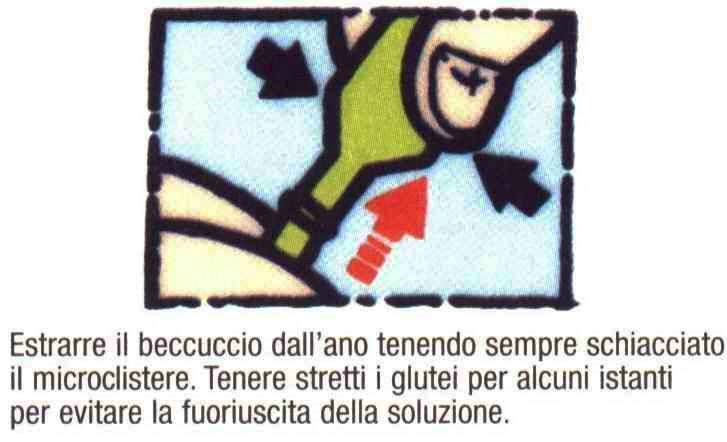 Estrarre il beccuccio dall'ano tenendo sempre schiacciato
il microclistere. Tenere stretti i glutei per alcuni istanti
per evitare la fuoriuscita della soluzione.